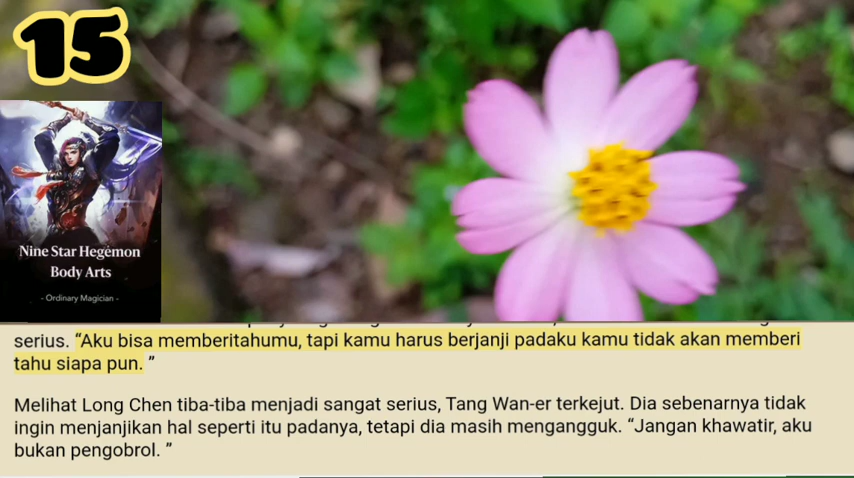 15
Nine Star Hegemon
Body Arts
- Ordinary Magician -
serius. “Aku bisa memberitahumu, tapi kamu harus berjanji padaku kamu tidak akan memberi
tahu siapa pun. ”
Melihat Long Chen tiba-tiba menjadi sangat serius, Tang Wan-er terkejut. Dia sebenarnya tidak
ingin menjanjikan hal seperti itu padanya, tetapi dia masih mengangguk. “Jangan khawatir, aku
bukan pengobrol. ”